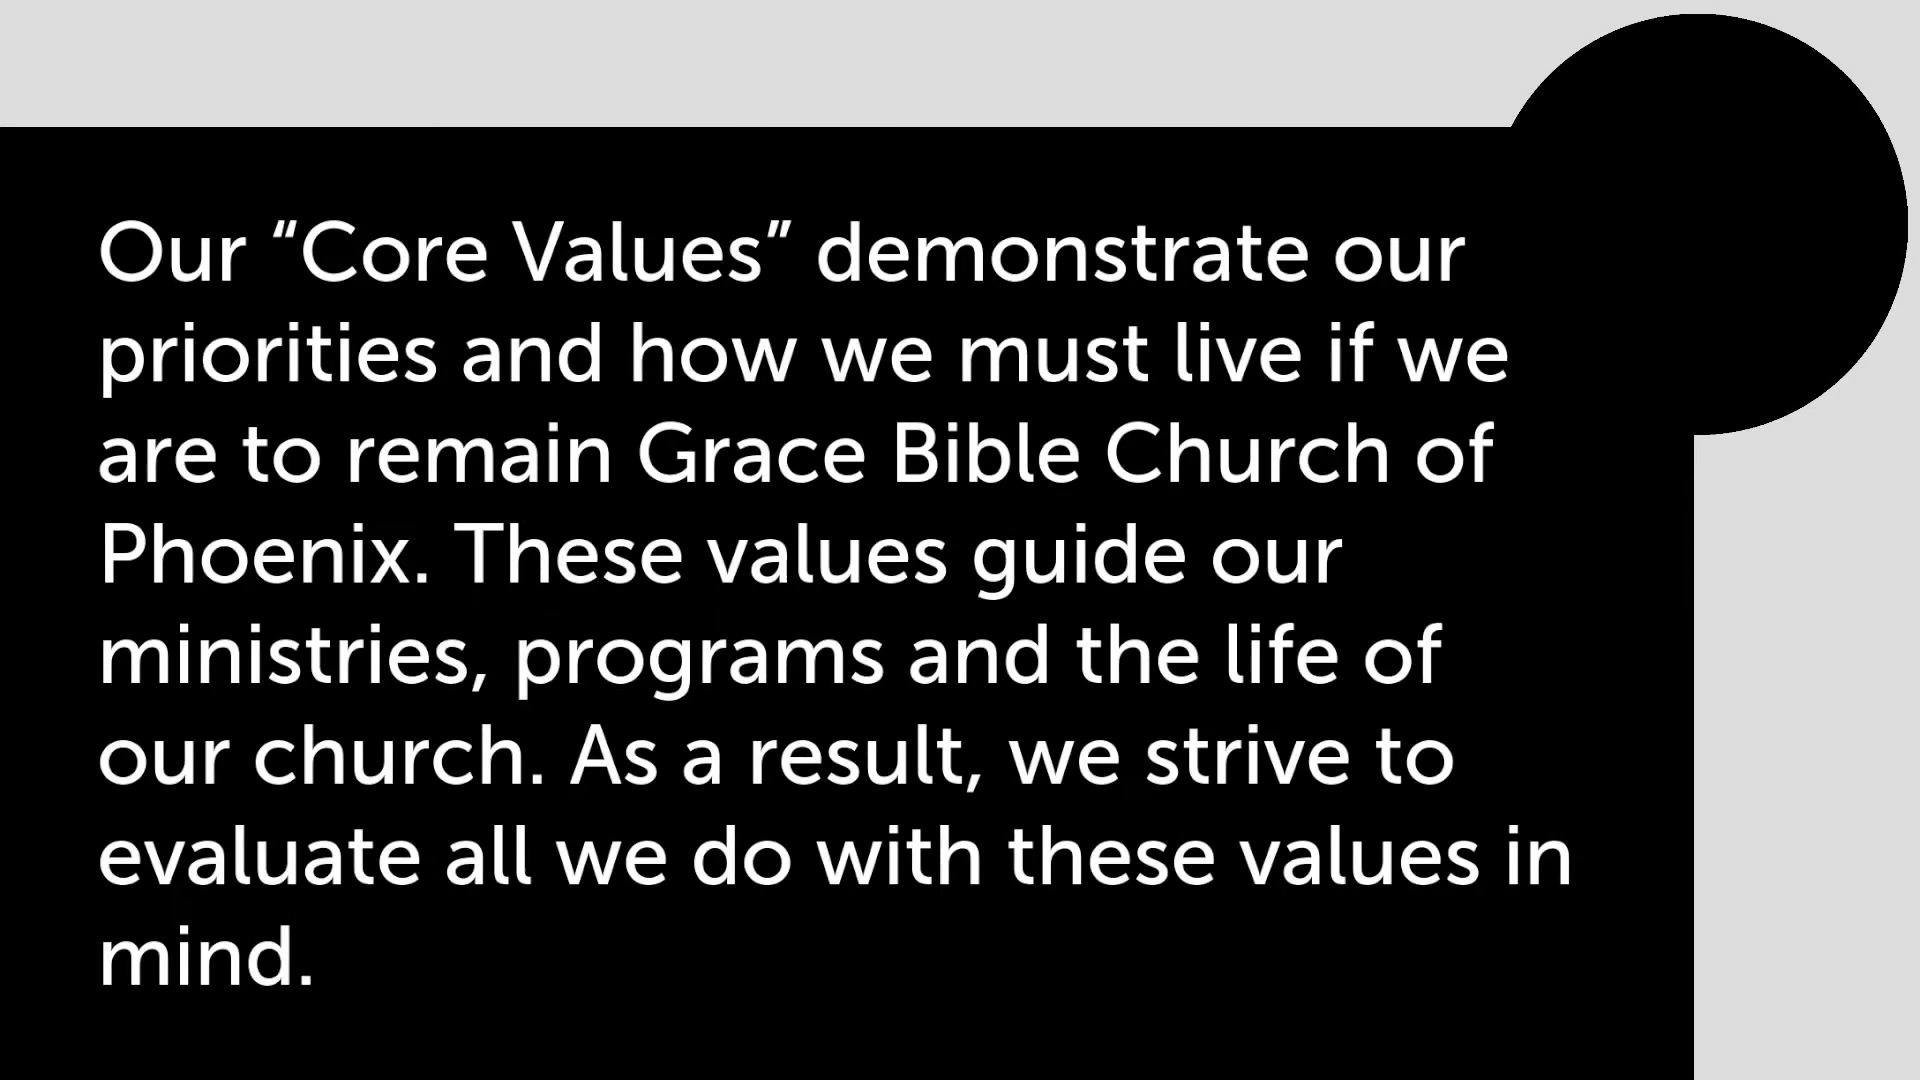 Our “Core Values” demonstrate our
priorities and how we must live if we
are to remain Grace Bible Church of
Phoenix. These values guide our
ministries, programs and the life of
our church. As a result, we strive to
evaluate all we do with these values in
mind.